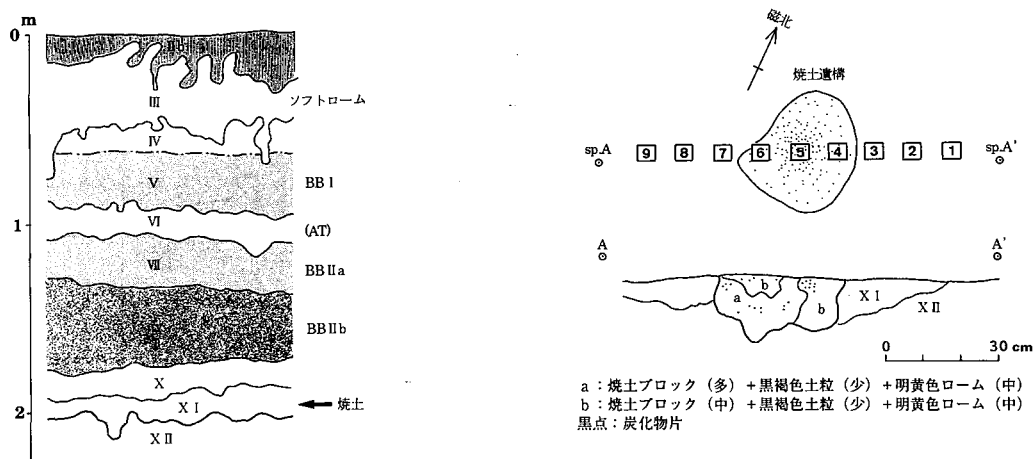 m
0
III
ソフトローム
IV
V
BB I
1
VI
(AT)
VII
BB IIa
BB IIb
X
X I
焼土
2
X II
磁北
焼土遺構
sp.A
9
8
7
6
5
4
3
2
1
sp.A'
A
A'
a
b
b
X I
X II
0
30 cm
a：焼土ブロック（多）＋黒褐色土粒（少）＋明黄色ローム（中）
b：焼土ブロック（中）＋黒褐色土粒（少）＋明黄色ローム（中）
黒点：炭化物片